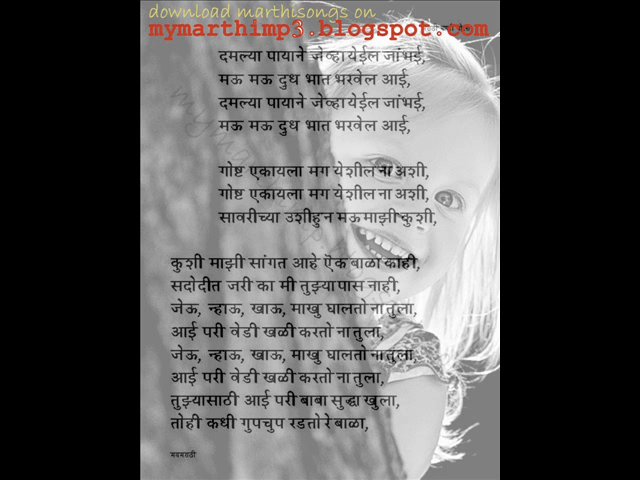 download marthisongs on
mymarthimp3.blogspot.com
दमल्या पायाने जेव्हा येईल जांभई,
मऊ मऊ दुध भात भरवेल आई,
दमल्या पायाने जेव्हा येईल जांभई,
मऊ मऊ दुध भात भरवेल आई,
गोष्ट एकायला मग येशील ना अशी,
गोष्ट एकायला मग येशील ना अशी,
सावरीच्या उशीहुन मऊ माझी कुशी,
कुशी माझी सांगत आहे ऎक बाळा काही,
सदोदीत जरी का मी तुझ्या पास नाही,
जेऊ, न्हाऊ, खाऊ, माखु घालतो ना तुला,
आई परी वेडी खळी करतो ना तुला,
जेऊ, न्हाऊ, खाऊ, माखु घालतो ना तुला,
आई परी वेडी खळी करतो ना तुला,
तुझ्यासाठी आई परी बाबा सुद्धा खुला,
तोही कधी गुपचुप रडतो रे बाळा,